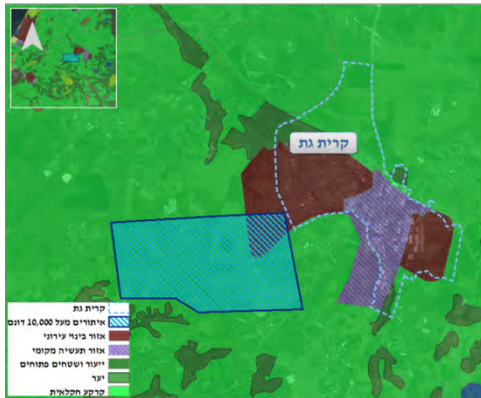 קרית גת
קרית גת
איתורים מעל 10,000 דונם
אזור בינוי עירוני
אזור תעשיה מקומי
ייעור ושטחים פתוחים
יער
קרקע חקלאית